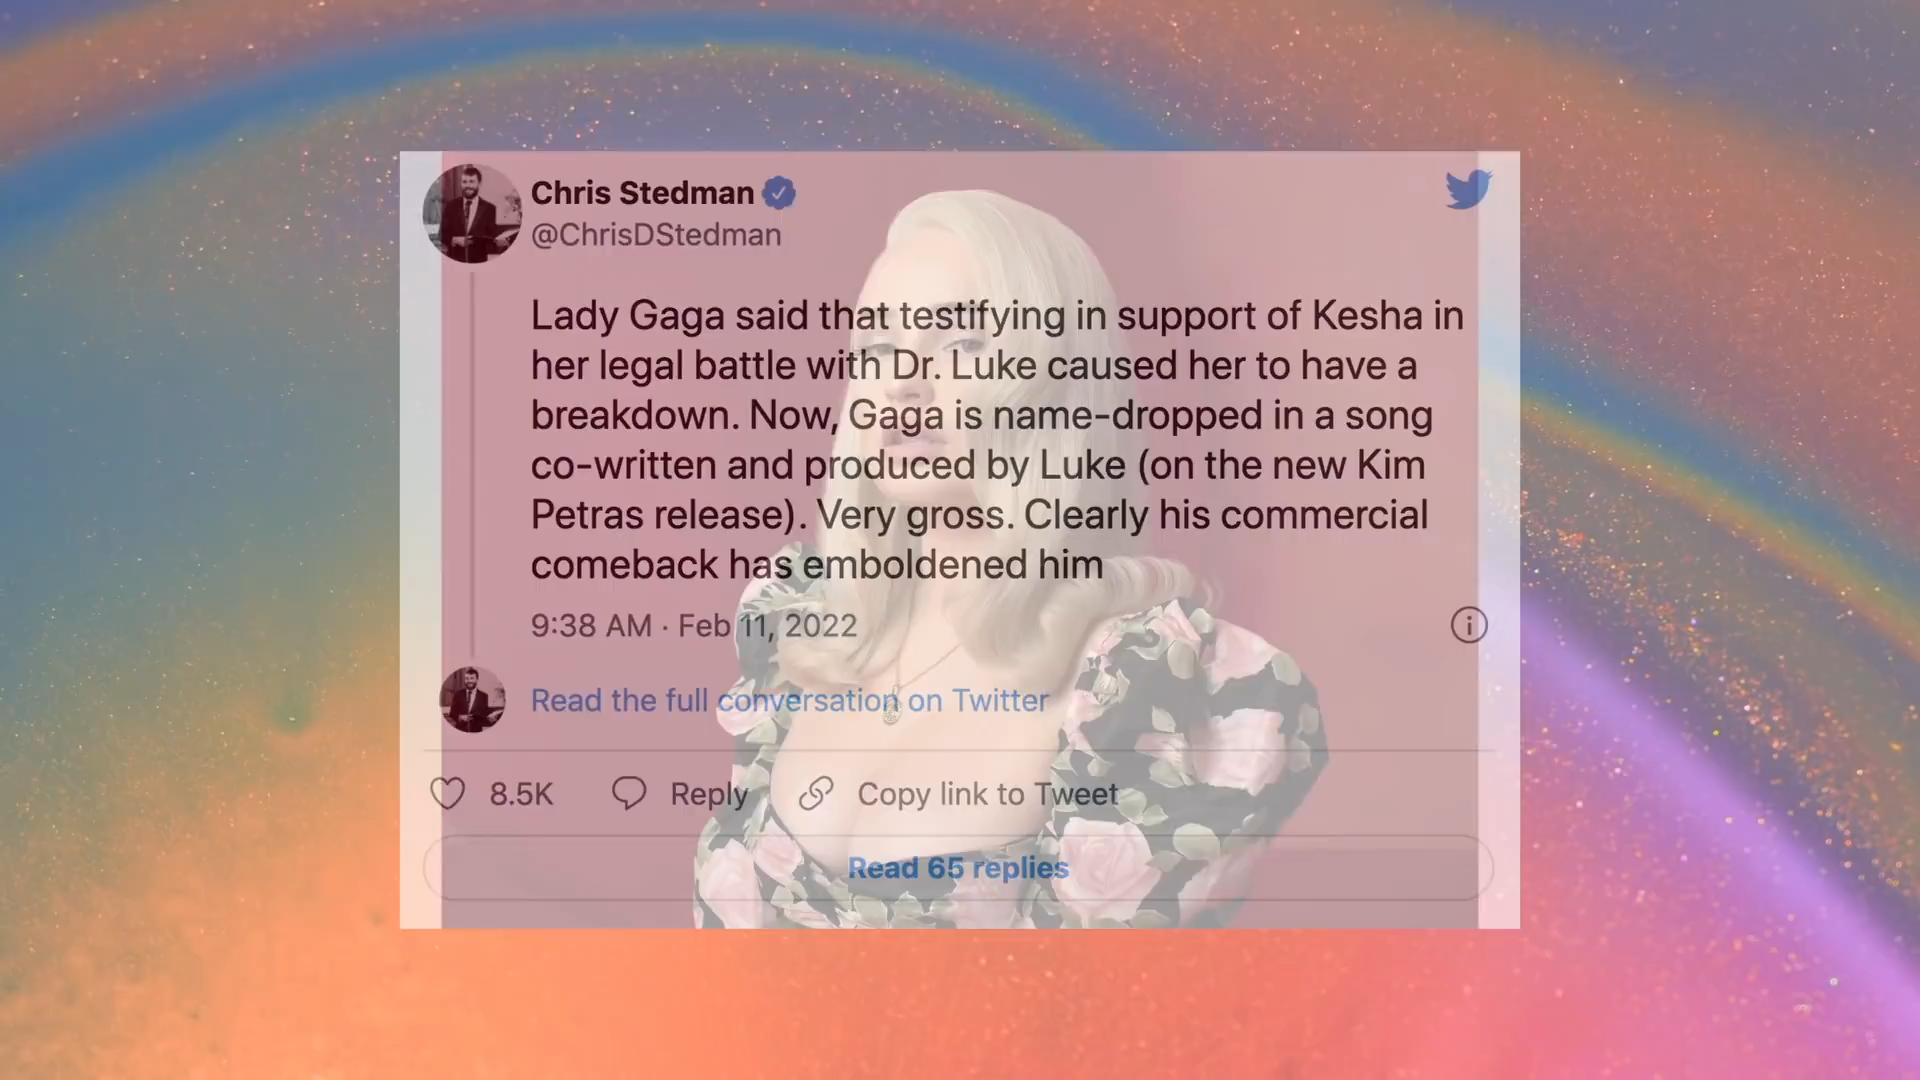 Chris Stedman
@ChrisDStedman
Lady Gaga said that testifying in support of Kesha in
her legal battle with Dr. Luke caused her to have a
breakdown. Now, Gaga is name-dropped in a song
co-written and produced by Luke (on the new Kim
Petras release). Very gross. Clearly his commercial
comeback has emboldened him
9:38 AM · Feb 11, 2022
Read the full conversation on Twitter
8.5K Reply Copy link to Tweet
Read 65 replies